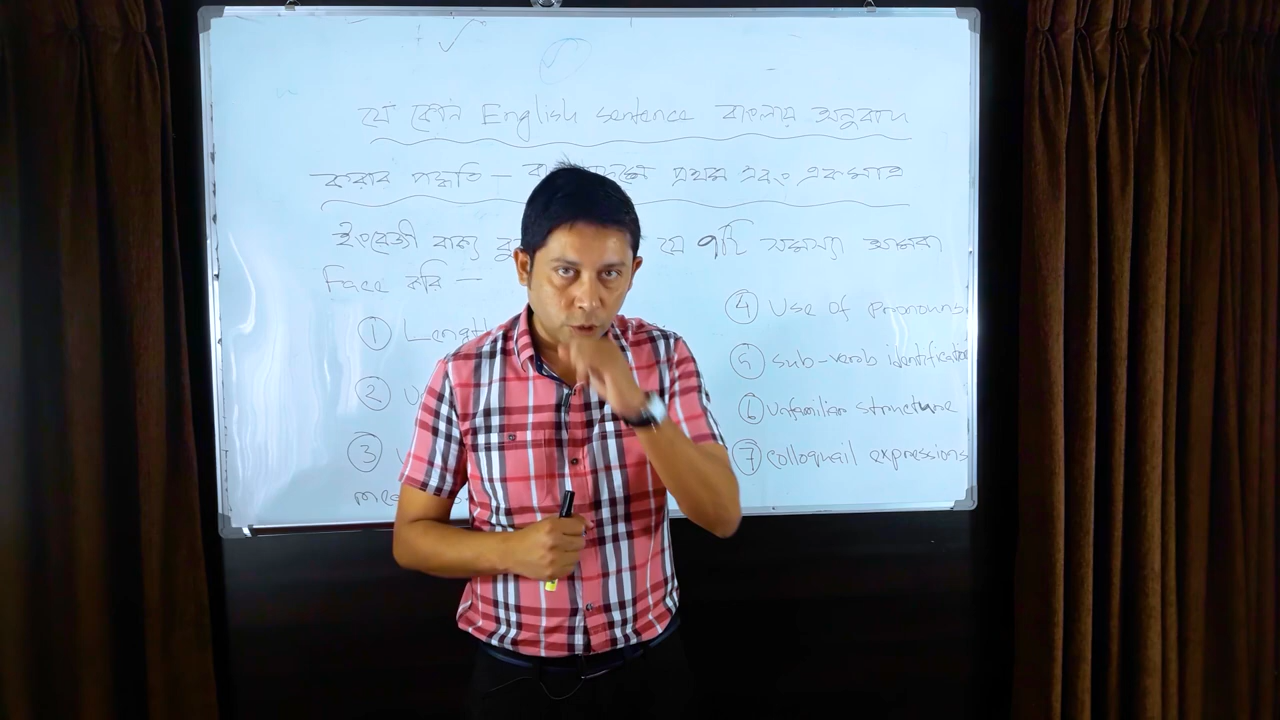 যে কোন English sentence বাংলায় অনুবাদ
করার পদ্ধতি – প্রথম এবং একমাত্র
ইংরেজী বাক্য যে ৭টি সমস্যা আমরা
Face করি –
① Length
②
③
④ Use of pronouns
⑤ sub-verb identification
⑥ unfamiliar structure
⑦ colloquail expressions